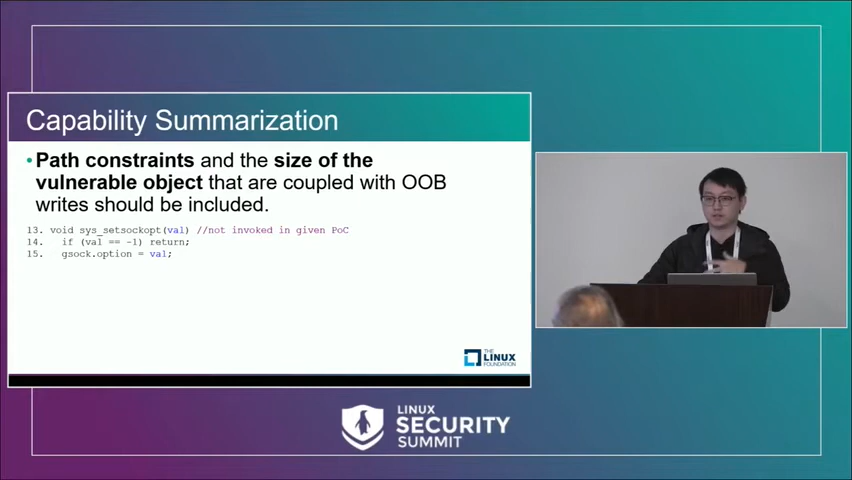 Capability Summarization
•Path constraints and the size of the
vulnerable object that are coupled with OOB
writes should be included.
13. void sys_setsockopt(val) //not invoked in given PoC
14.   if (val == -1) return;
15.   gsock.option = val;
THE
LINUX
FOUNDATION
LINUX
SECURITY
SUMMIT